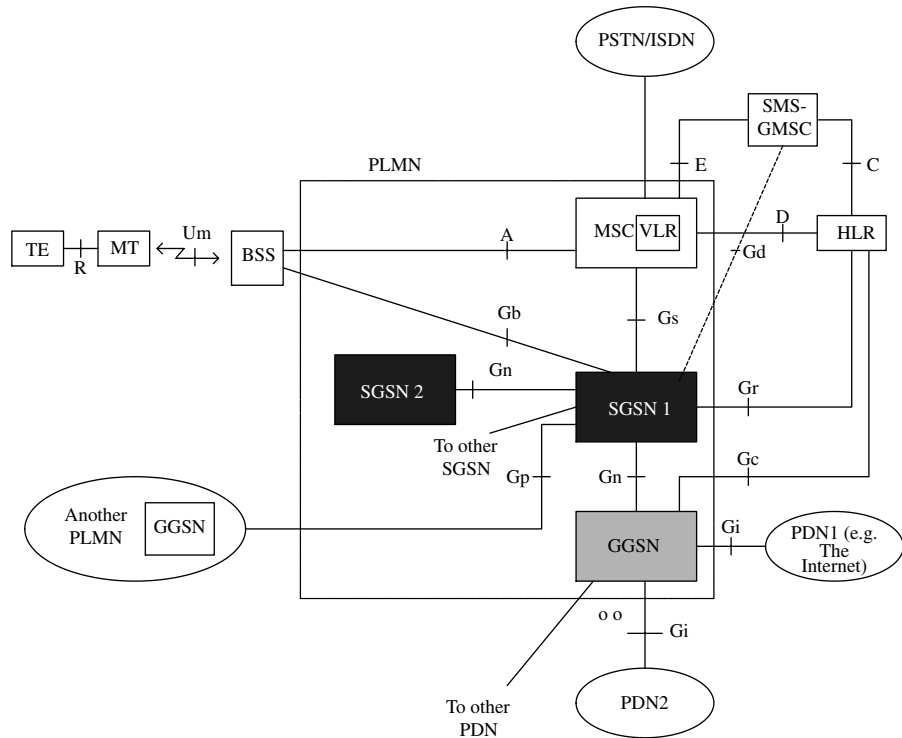 PSTN/ISDN
SMS-
GMSC
PLMN
E
C
TE
R
MT
Um
BSS
A
MSC
VLR
D
HLR
Gd
Gb
Gs
SGSN 2
Gn
SGSN 1
Gr
To other
SGSN
Gp
Gn
Gc
Another
PLMN
GGSN
GGSN
Gi
PDN1 (e.g.
The
Internet)
o o
Gi
To other
PDN
PDN2